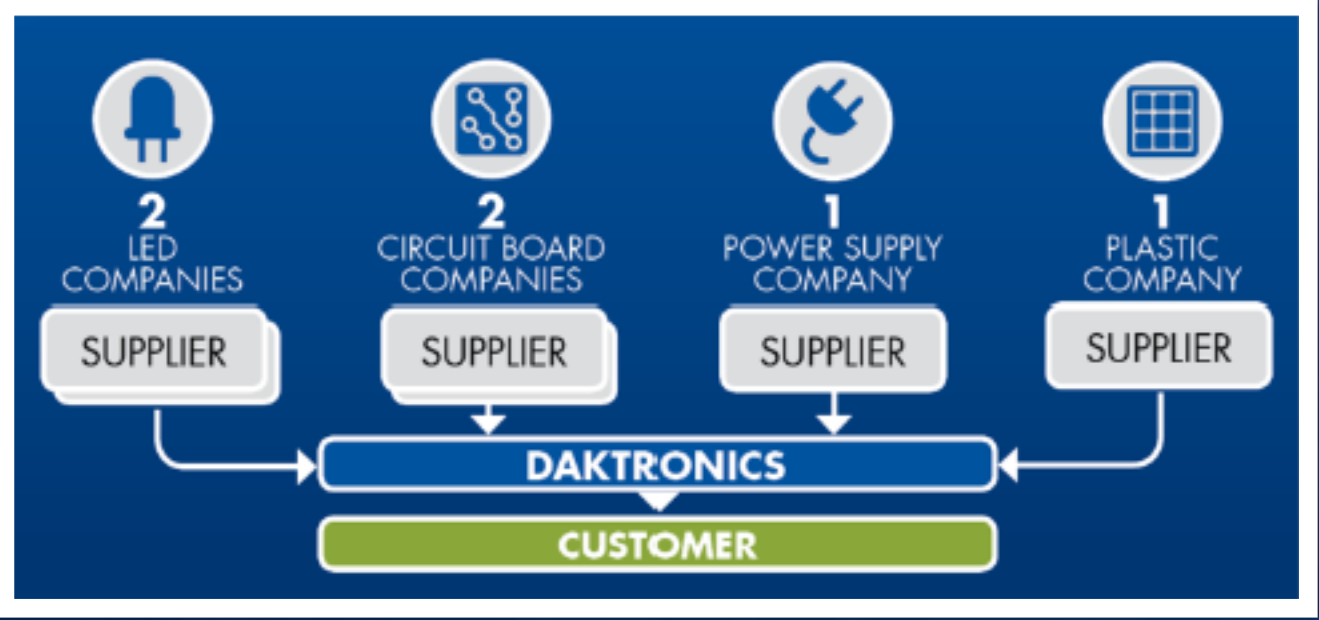 2
LED
COMPANIES
SUPPLIER
2
CIRCUIT BOARD
COMPANIES
SUPPLIER
1
POWER SUPPLY
COMPANY
SUPPLIER
1
PLASTIC
COMPANY
SUPPLIER
DAKTRONICS
CUSTOMER